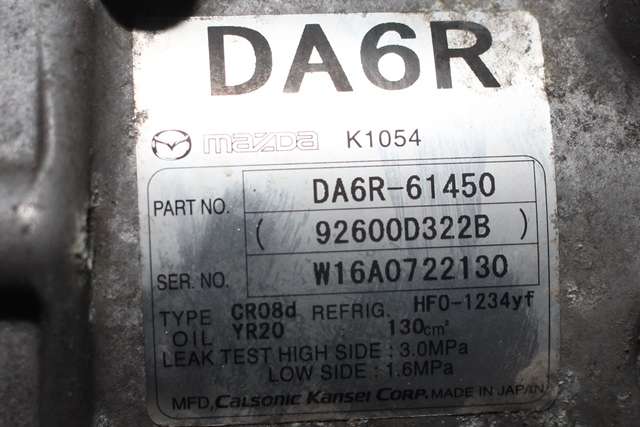 DA6R
mazda K1054
PART NO. DA6R-61450
( 92600D322B )
SER. NO. W16A0722130
TYPE CR08d REFRIG. HFO-1234yf
OIL YR20 130cm³
LEAK TEST HIGH SIDE : 3.0MPa
LOW SIDE : 1.6MPa
MFD, CALSONIC KANSEI CORP. MADE IN JAPAN